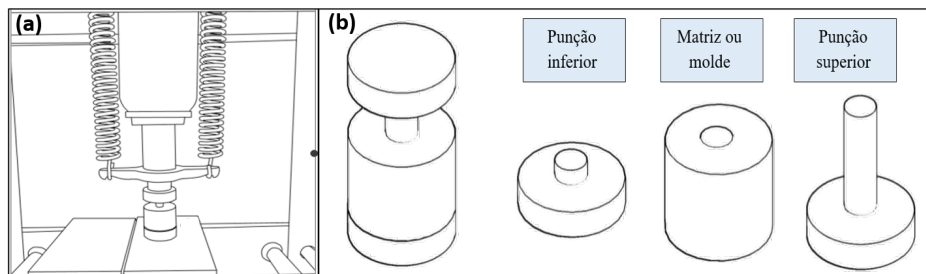 (a)
(b)
Punção
inferior
Matriz ou
molde
Punção
superior